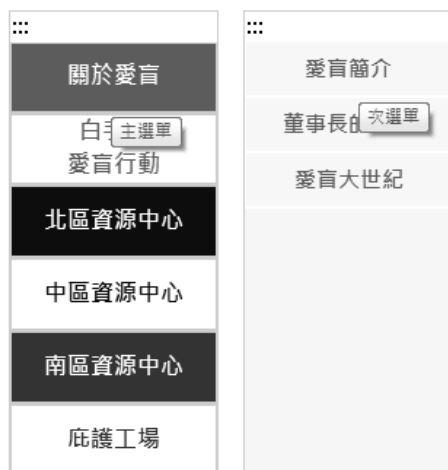 :::
關於愛盲
白
主選單
愛盲行動
北區資源中心
中區資源中心
南區資源中心
庇護工場
:::
愛盲簡介
董事長的
次選單
愛盲大世紀